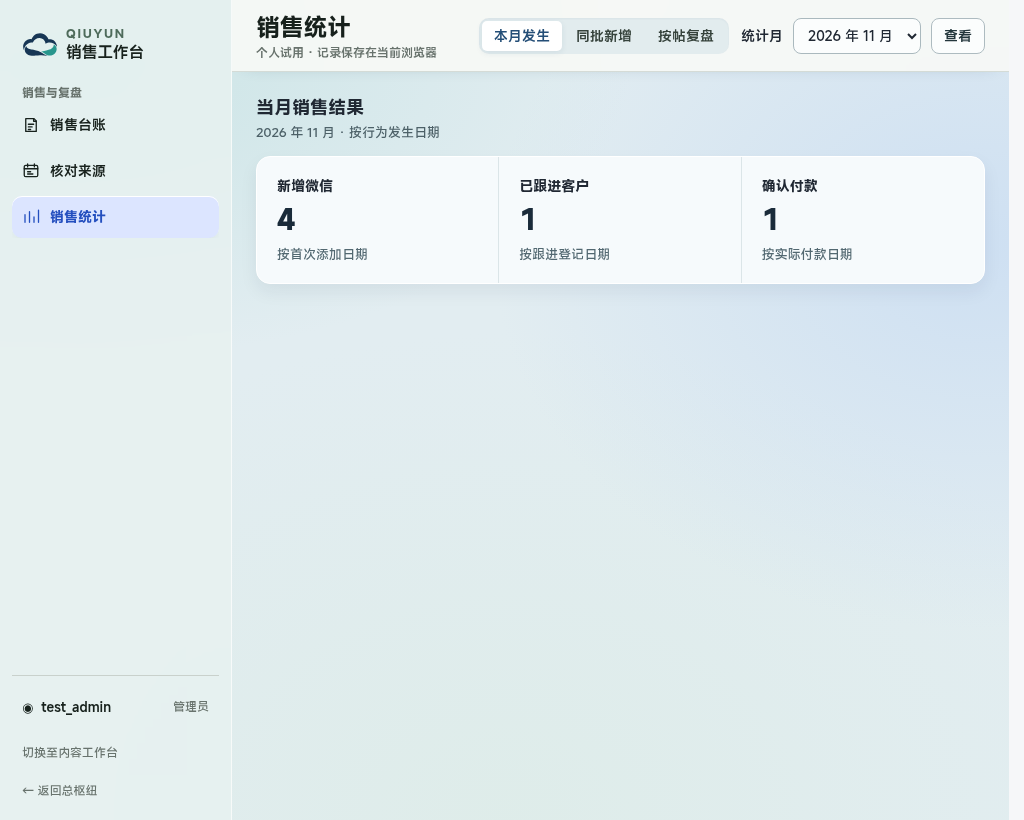 QIUYUN
销售工作台
销售与复盘
销售台账
核对来源
销售统计
◉ test_admin 管理员
切换至内容工作台
← 返回总枢纽
销售统计
个人试用 · 记录保存在当前浏览器
本月发生 同批新增 按帖复盘 统计月 2026 年 11 月 查看
当月销售结果
2026 年 11 月 · 按行为发生日期
新增微信
4
按首次添加日期
已跟进客户
1
按跟进登记日期
确认付款
1
按实际付款日期